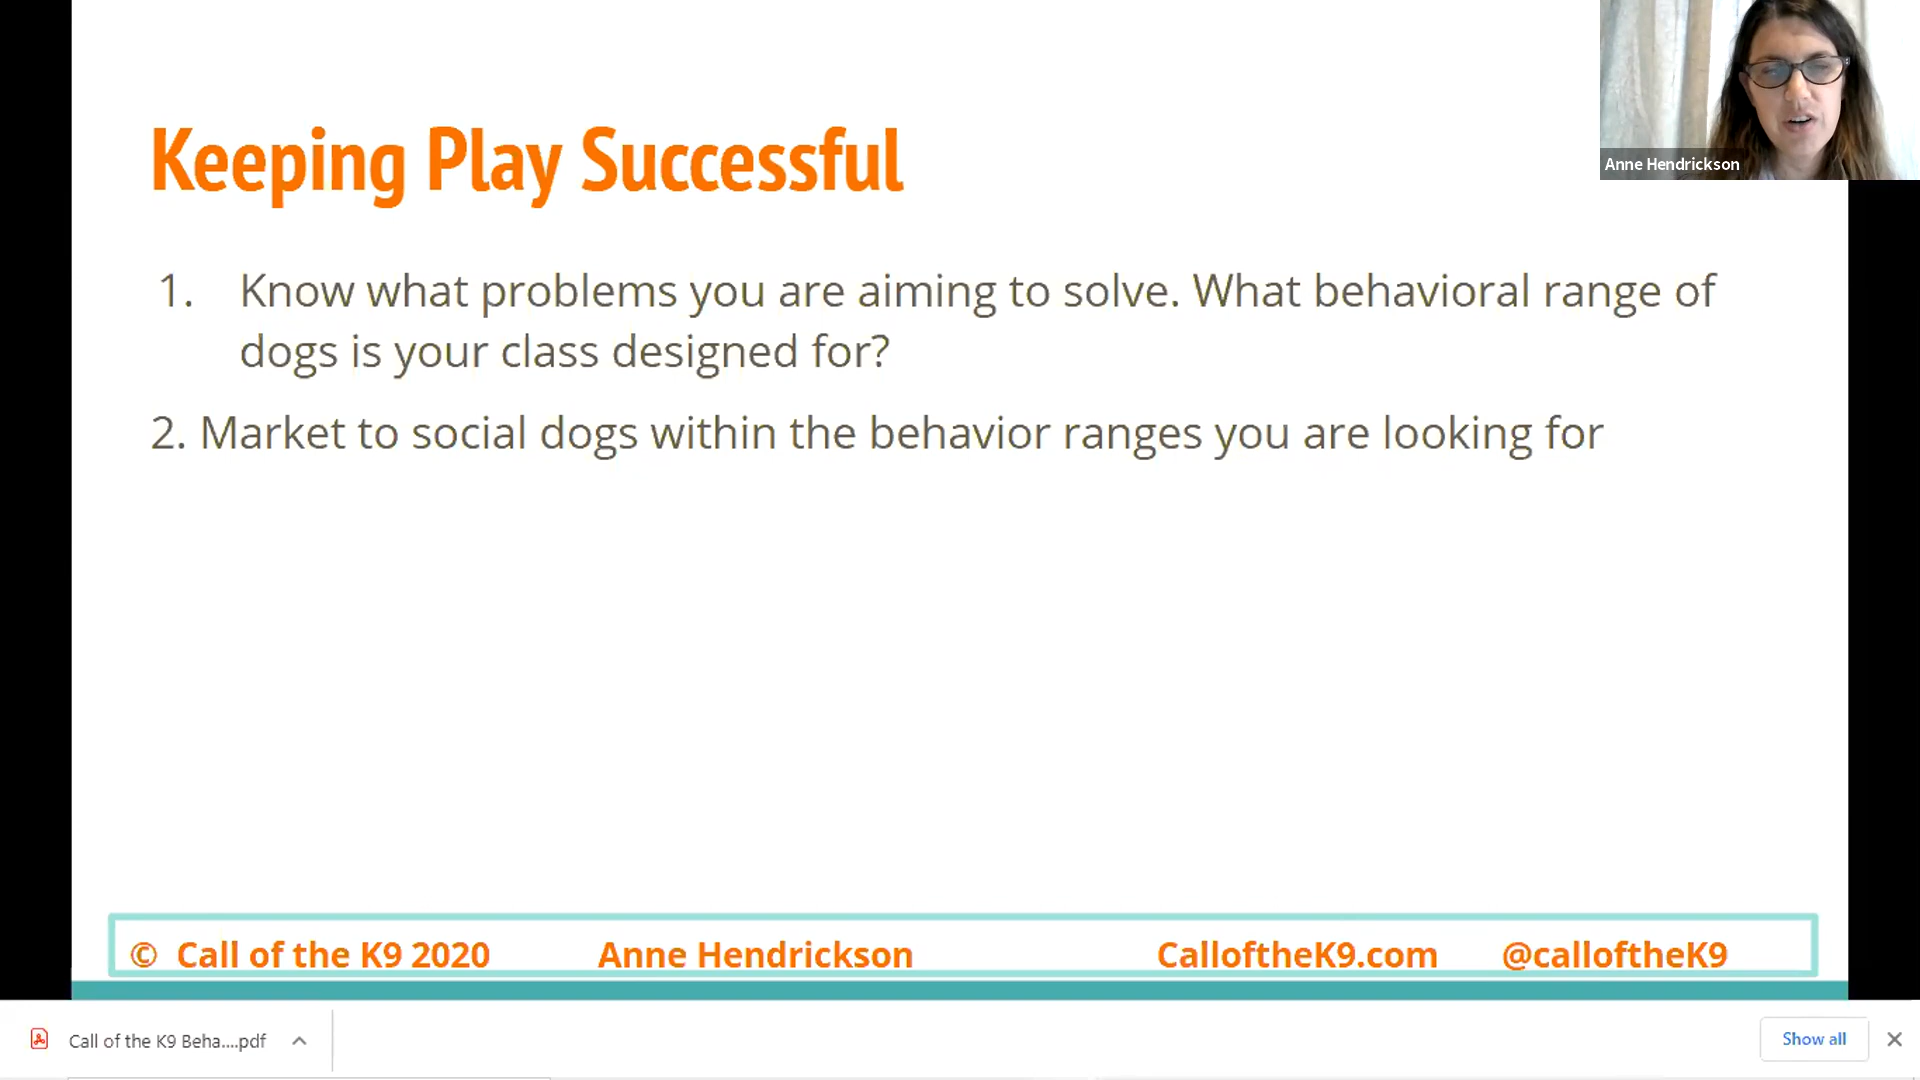 Anne Hendrickson
Keeping Play Successful
1. Know what problems you are aiming to solve. What behavioral range of
dogs is your class designed for?
2. Market to social dogs within the behavior ranges you are looking for
© Call of the K9 2020 Anne Hendrickson CalloftheK9.com @calloftheK9
Call of the K9 Beha....pdf Show all